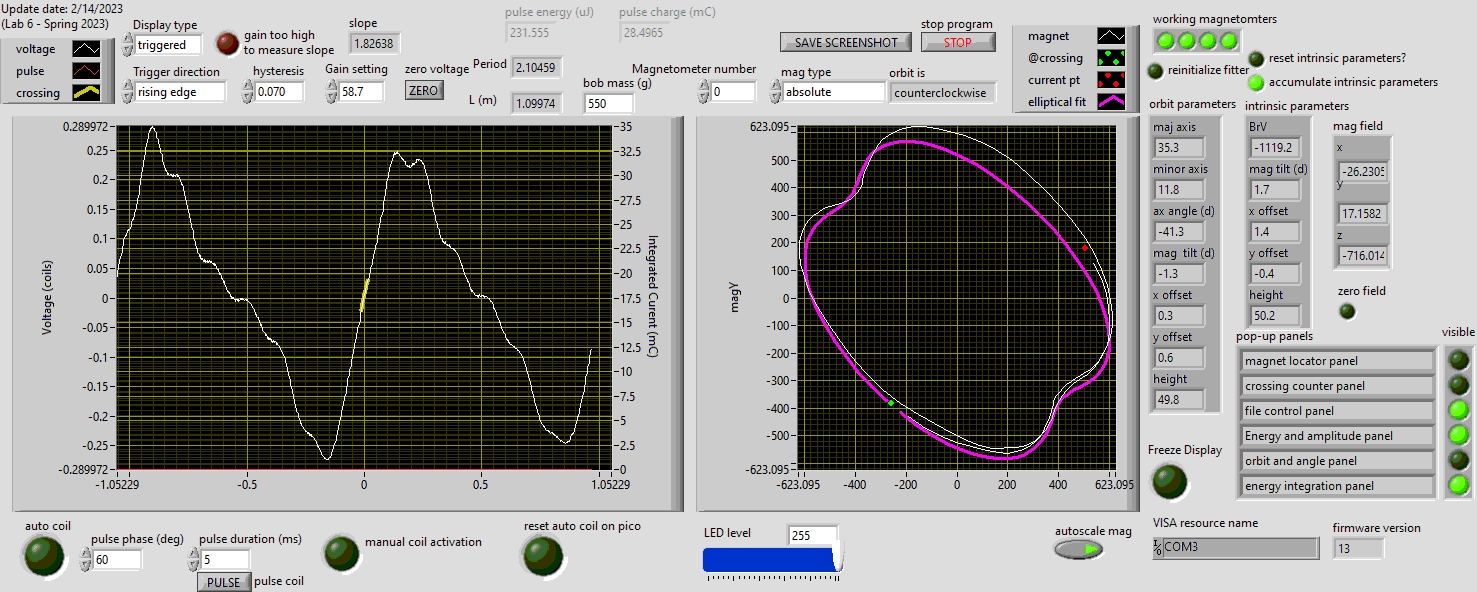 Update date: 2/14/2023
(Lab 6 - Spring 2023)
voltage
pulse
crossing
Display type
triggered
gain too high
to measure slope
slope
1.82638
Trigger direction
rising edge
hysteresis
0.070
Gain setting
58.7
zero voltage
ZERO
pulse energy (uJ)
231.555
pulse charge (mC)
28.4965
Period
2.10459
L (m)
1.09974
bob mass (g)
550
SAVE SCREENSHOT
stop program
STOP
Magnetometer number
0
mag type
absolute
orbit is
counterclockwise
magnet
@crossing
current pt
elliptical fit
working magnetomters
reinitialize fitter
reset intrinsic parameters?
accumulate intrinsic parameters
orbit parameters
maj axis
35.3
minor axis
11.8
ax angle (d)
-41.3
mag tilt (d)
-1.3
x offset
0.3
y offset
0.6
height
49.8
intrinsic parameters
BrV
-1119.2
mag tilt (d)
1.7
x offset
1.4
y offset
-0.4
height
50.2
mag field
x
-26.2305
y
17.1582
z
-716.014
zero field
Voltage (coils)
0.289972
0.25
0.2
0.15
0.1
0.05
0
-0.05
-0.1
-0.15
-0.2
-0.25
-0.289972
-1.05229
-0.5
0
0.5
1.05229
35
32.5
30
27.5
25
22.5
20
17.5
15
12.5
10
7.5
5
2.5
0
Integrated Current (mC)
magY
623.095
500
400
300
200
100
0
-100
-200
-300
-400
-500
-623.095
-623.095
-400
-200
0
200
400
623.095
pop-up panels
visible
magnet locator panel
crossing counter panel
file control panel
Energy and amplitude panel
orbit and angle panel
energy integration panel
Freeze Display
auto coil
pulse phase (deg)
60
pulse duration (ms)
5
PULSE
pulse coil
manual coil activation
reset auto coil on pico
LED level
255
autoscale mag
VISA resource name
COM3
firmware version
13